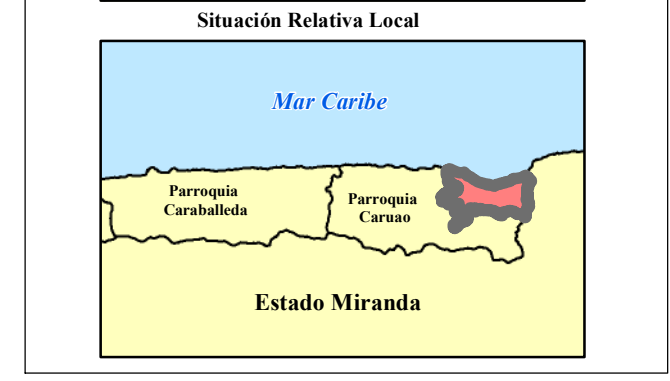 Situación Relativa Local
Mar Caribe
Parroquia
Caraballeda
Parroquia
Caruao
Estado Miranda